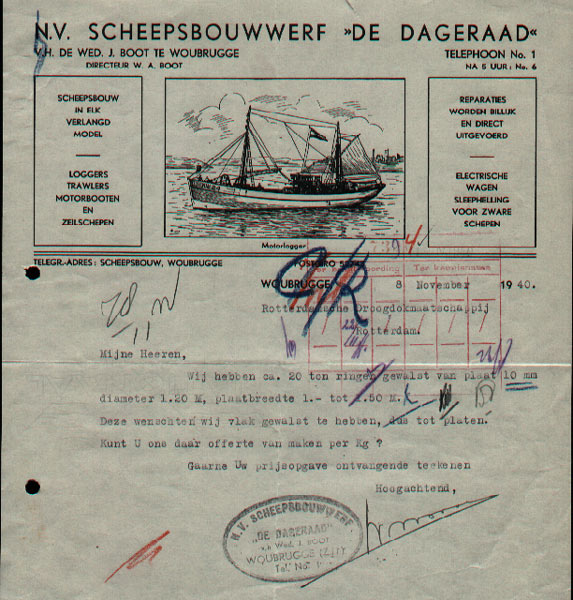 N.V. SCHEEPSBOUWWERF »DE DAGERAAD«
V.H. DE WED. J. BOOT TE WOUBRUGGE
TELEPHOON No. 1
DIRECTEUR W. A. BOOT
NA 5 UUR: No. 6
SCHEEPSBOUW
IN ELK
VERLANGD
MODEL
LOGGERS
TRAWLERS
MOTORBOOTEN
EN
ZEILSCHEPEN
Motorlogger
REPARATIES
WORDEN BILLIJK
EN DIRECT
UITGEVOERD
ELECTRISCHE
WAGEN
SLEEPHELLING
VOOR ZWARE
SCHEPEN
TELEGR.-ADRES: SCHEEPSBOUW, WOUBRUGGE
WOUBRUGGE, 8 November 1940.
Rotterdamsche Droogdokmaatschappij
Rotterdam.
Mijne Heeren,
Wij hebben ca. 20 ton ringen gewalst van plaat 10 mm
diameter 1.20 M, plaatbreedte 1.- tot 1.50 M.
Deze wenschten wij vlak gewalst te hebben, dus tot platen.
Kunt U ons daar offerte van maken per Kg ?
Gaarne Uw prijsopgave ontvangende teekenen
Hoogachtend,
N.V. SCHEEPSBOUWWERF
"DE DAGERAAD"
v.h. Wed. J. BOOT
WOUBRUGGE (Z.H.)
Tel. No. 1